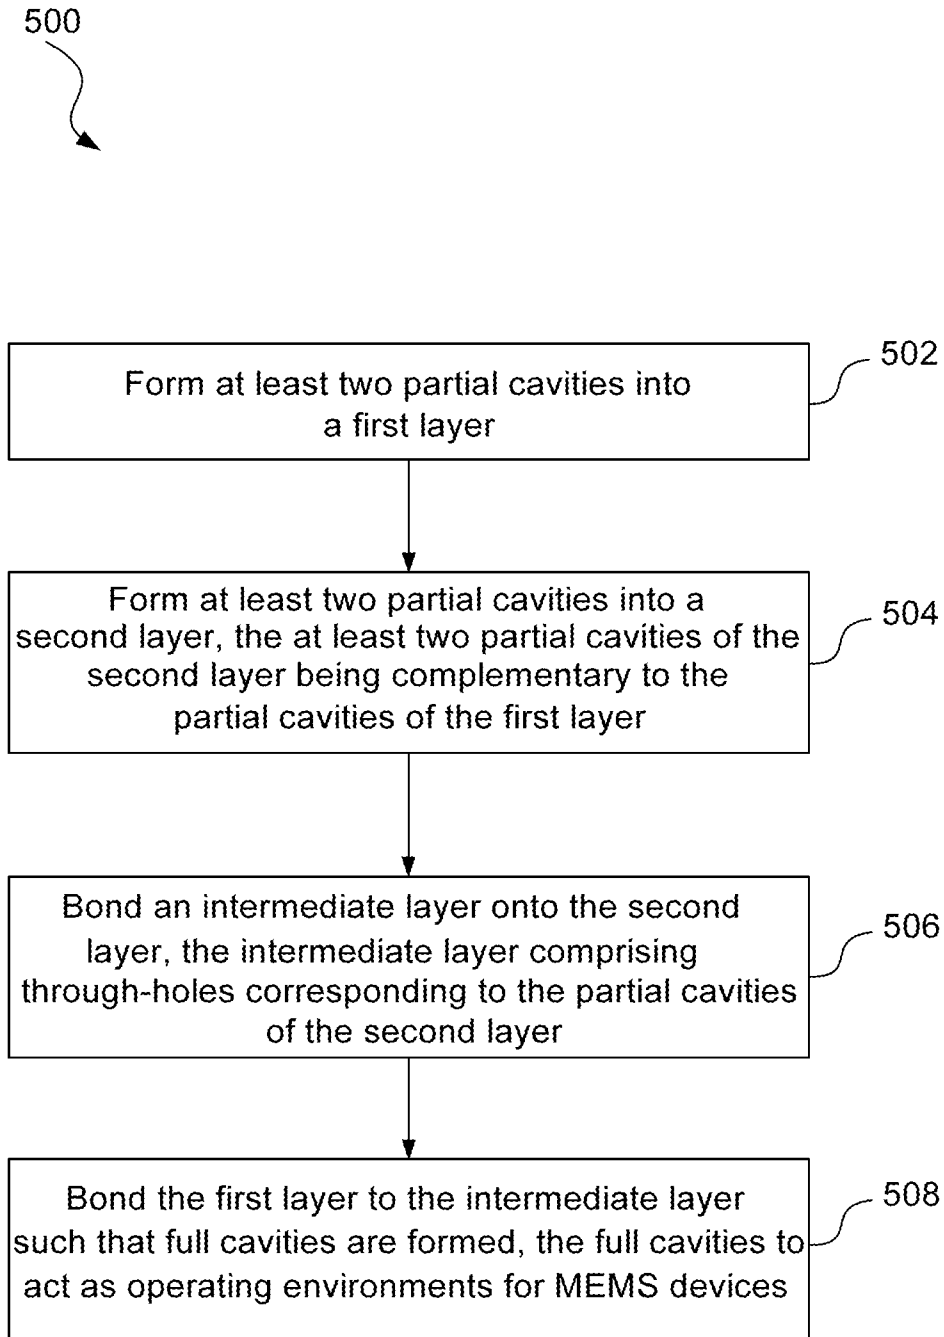 500
502
Form at least two partial cavities into
a first layer
504
Form at least two partial cavities into a
second layer, the at least two partial cavities of the
second layer being complementary to the
partial cavities of the first layer
506
Bond an intermediate layer onto the second
layer, the intermediate layer comprising
through-holes corresponding to the partial cavities
of the second layer
508
Bond the first layer to the intermediate layer
such that full cavities are formed, the full cavities to
act as operating environments for MEMS devices